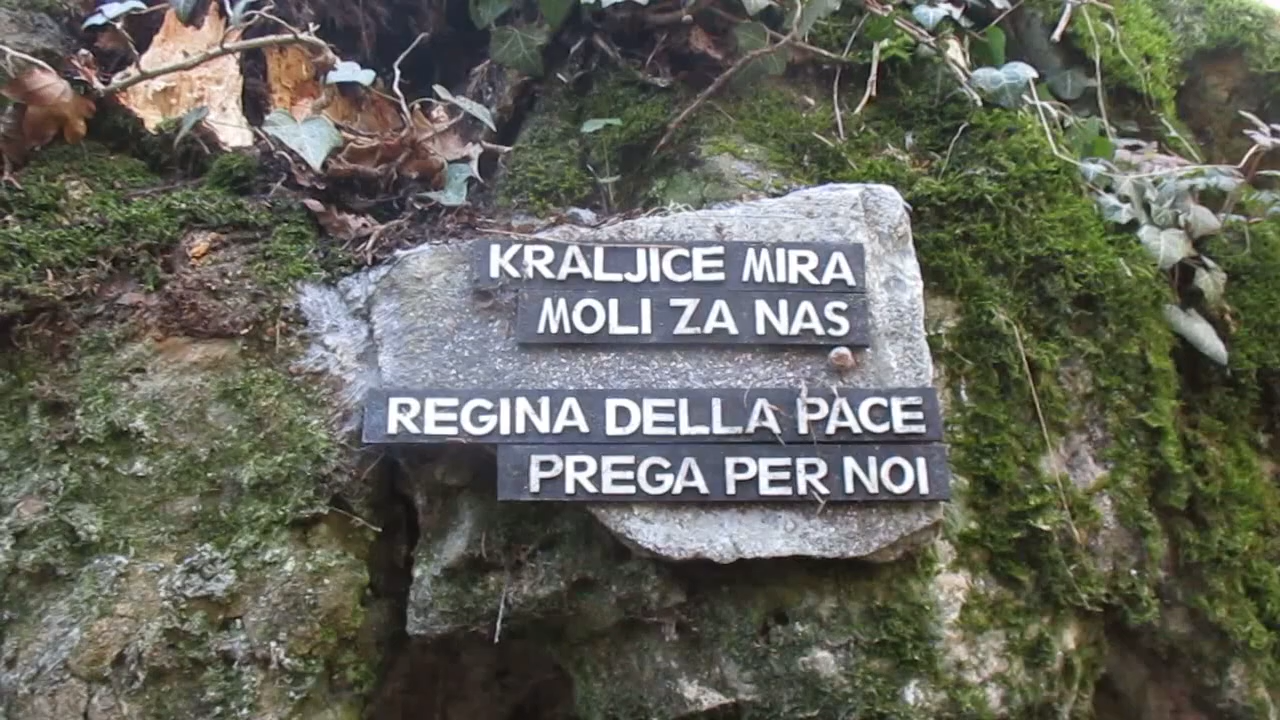 KRALJICE MIRA
MOLI ZA NAS
REGINA DELLA PACE
PREGA PER NOI